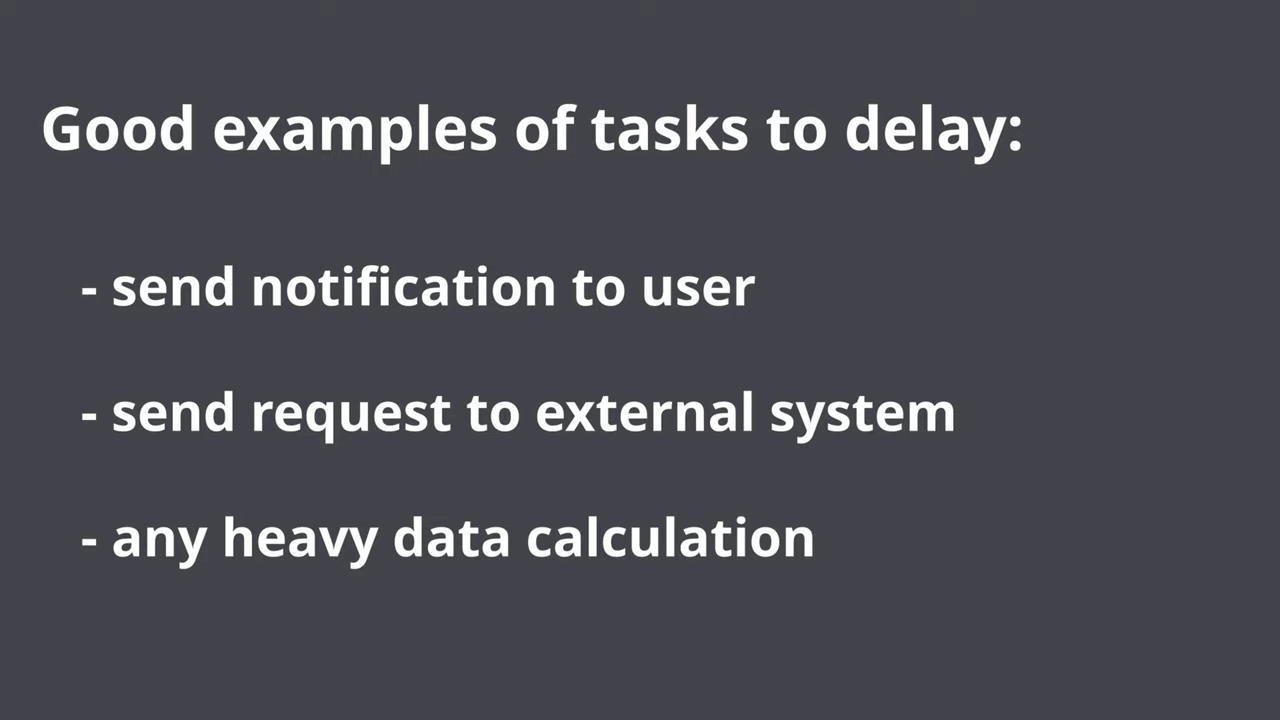 Good examples of tasks to delay:
- send notification to user
- send request to external system
- any heavy data calculation